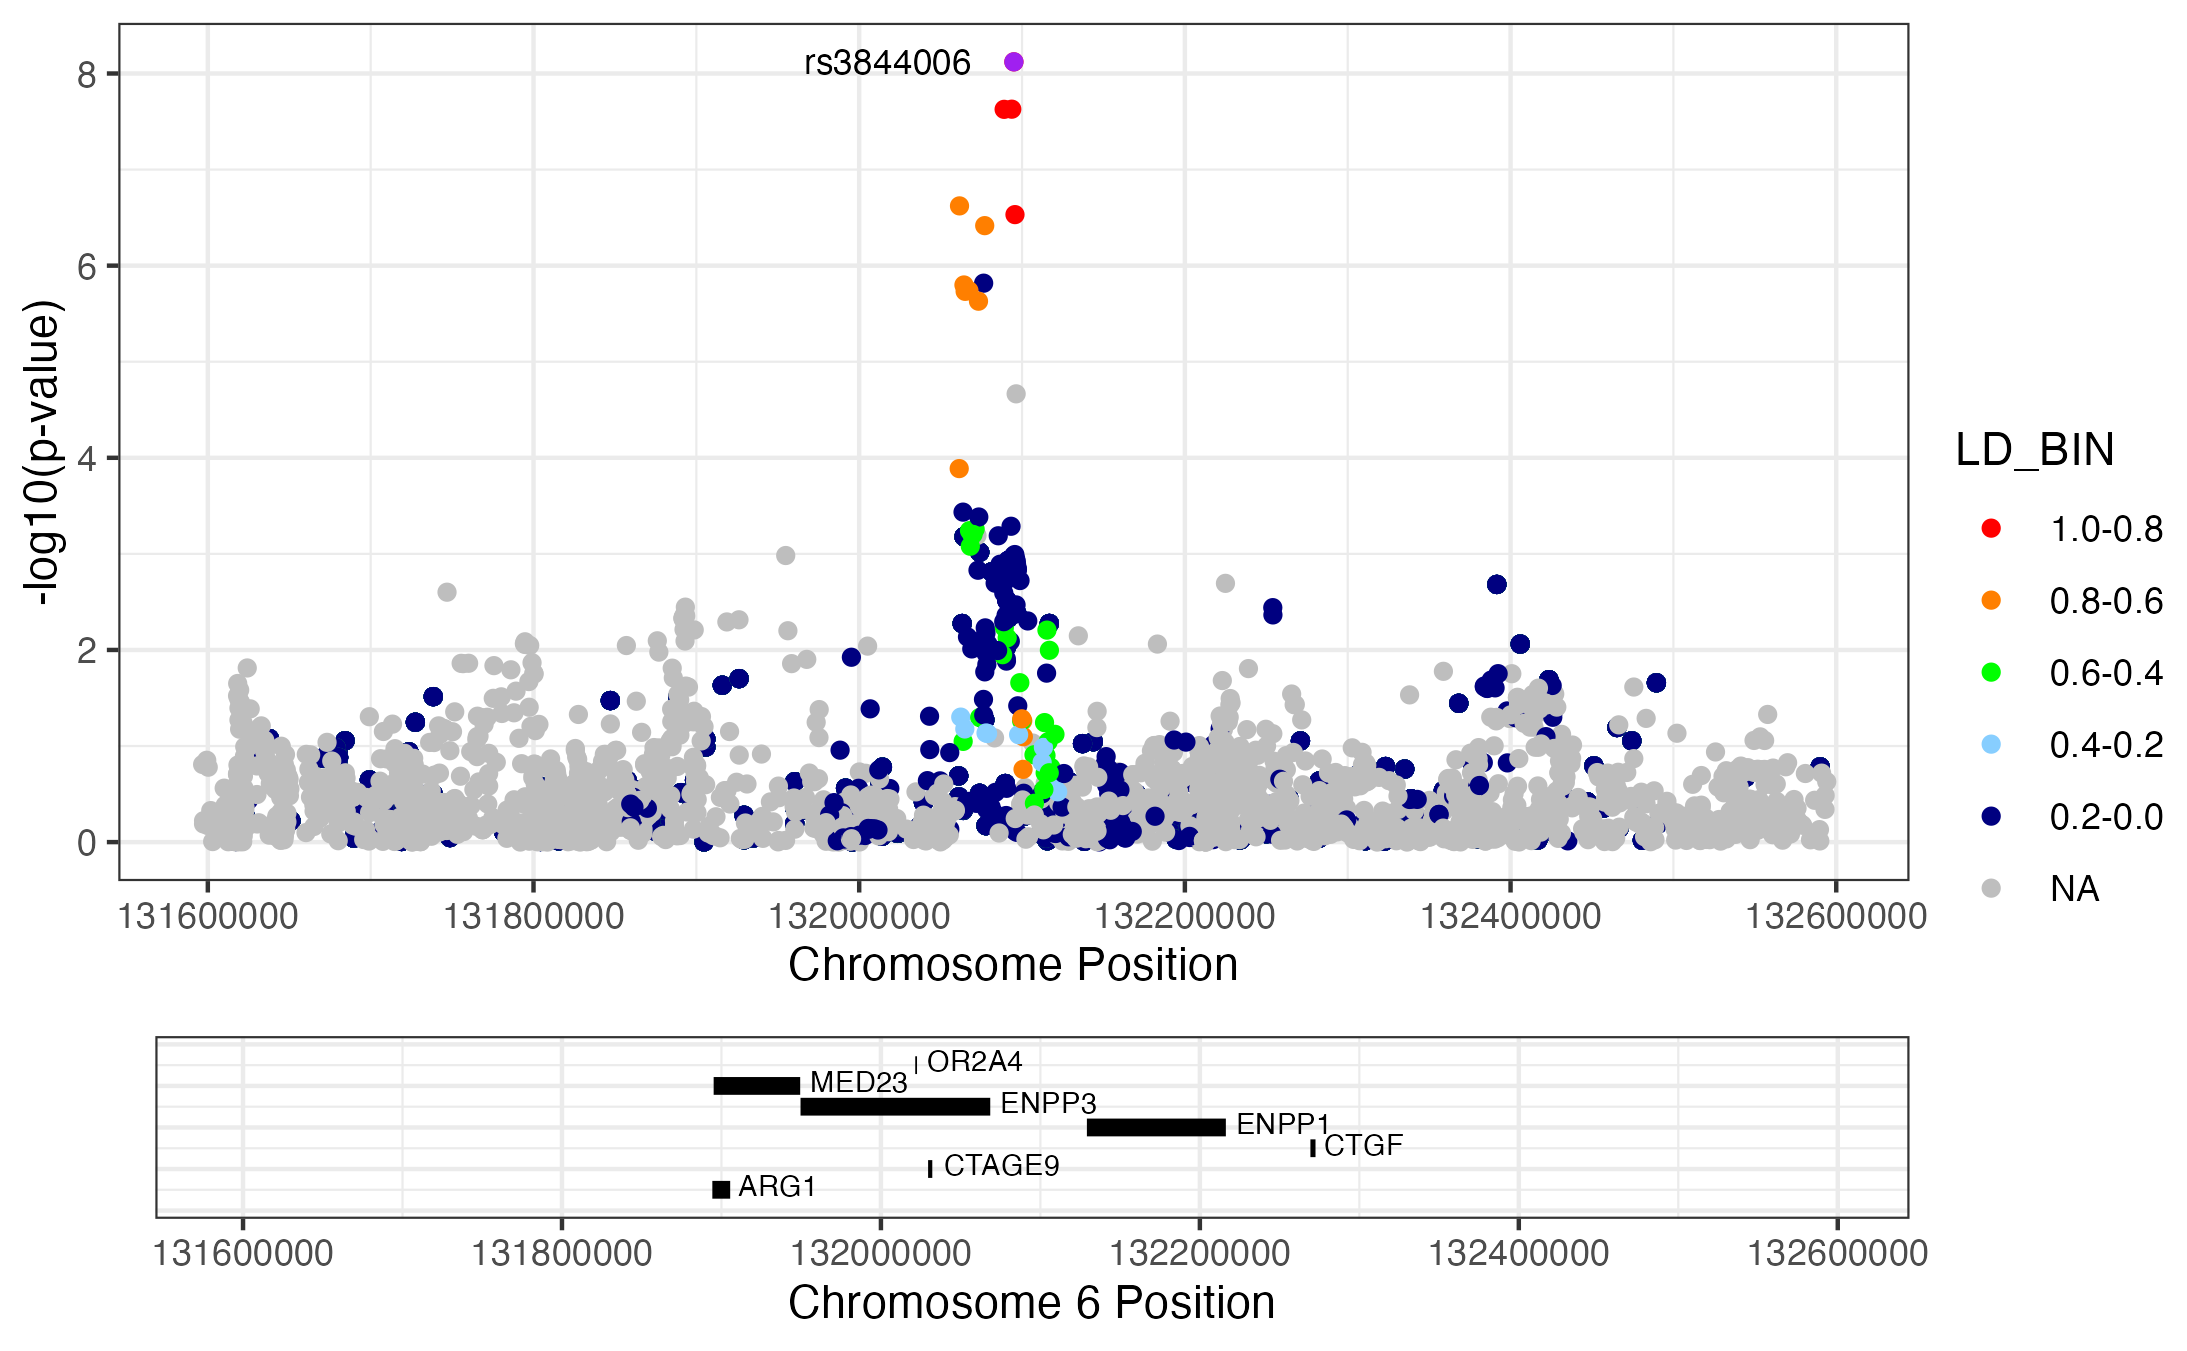 rs3844006
8
6
4
2
0
-log10(p-value)
131600000 131800000 132000000 132200000 132400000 132600000
Chromosome Position
LD_BIN
1.0-0.8
0.8-0.6
0.6-0.4
0.4-0.2
0.2-0.0
NA
OR2A4
MED23
ENPP3
ENPP1
CTGF
CTAGE9
ARG1
131600000 131800000 132000000 132200000 132400000 132600000
Chromosome 6 Position